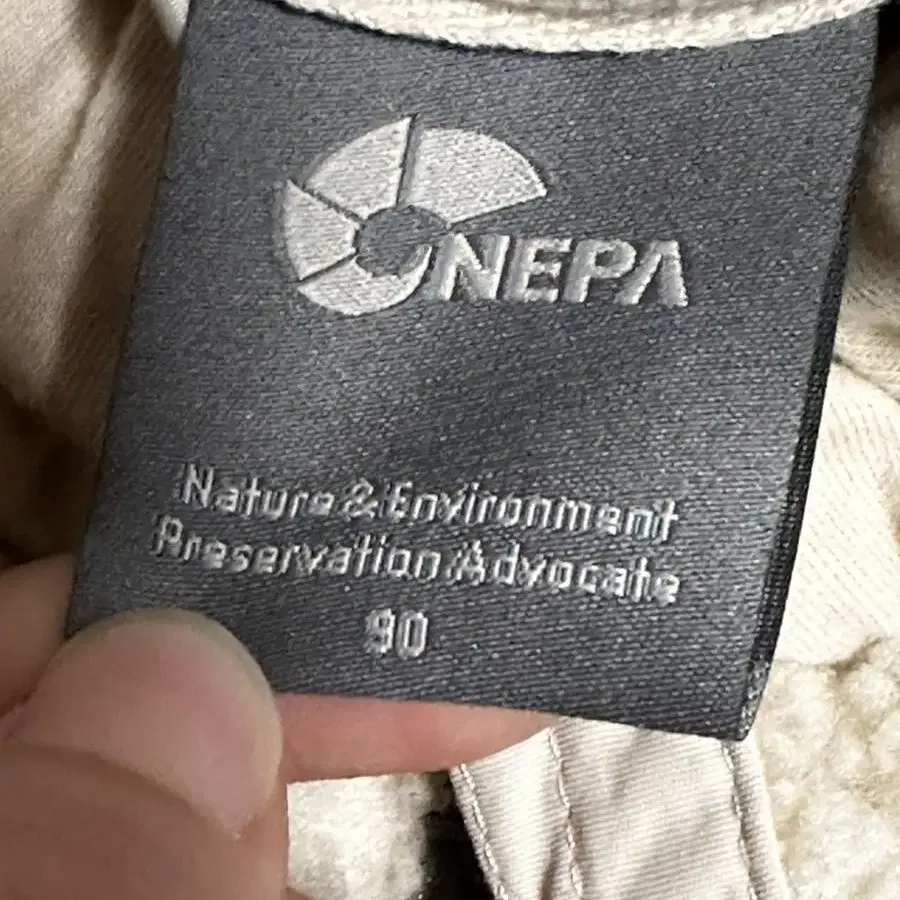 NEPA
Nature & Environment
Preservation Advocate
90